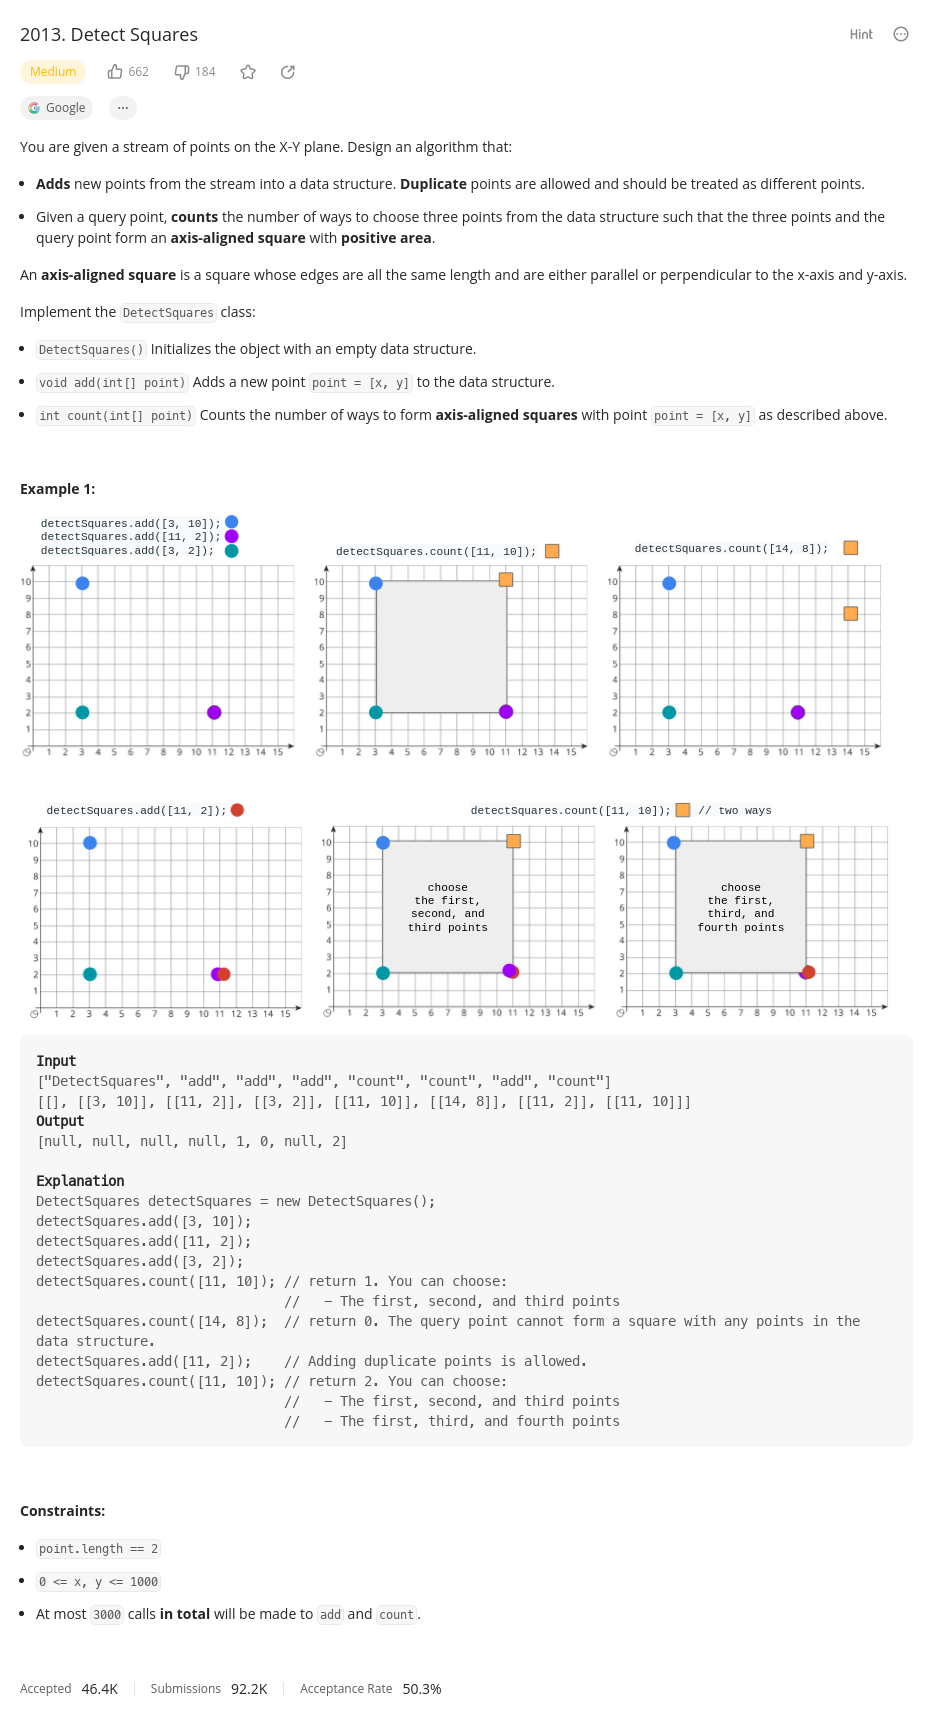 2013. Detect Squares
Hint
Medium 662 184
Google ...
You are given a stream of points on the X-Y plane. Design an algorithm that:
• Adds new points from the stream into a data structure. Duplicate points are allowed and should be treated as different points.
• Given a query point, counts the number of ways to choose three points from the data structure such that the three points and the
query point form an axis-aligned square with positive area.
An axis-aligned square is a square whose edges are all the same length and are either parallel or perpendicular to the x-axis and y-axis.
Implement the DetectSquares class:
• DetectSquares() Initializes the object with an empty data structure.
• void add(int[] point) Adds a new point point = [x, y] to the data structure.
• int count(int[] point) Counts the number of ways to form axis-aligned squares with point point = [x, y] as described above.
Example 1:
detectSquares.add([3, 10]);
detectSquares.add([11, 2]);
detectSquares.add([3, 2]);
10
9
8
7
6
5
4
3
2
1
0 1 2 3 4 5 6 7 8 9 10 11 12 13 14 15
detectSquares.count([11, 10]);
10
9
8
7
6
5
4
3
2
1
0 1 2 3 4 5 6 7 8 9 10 11 12 13 14 15
detectSquares.count([14, 8]);
10
9
8
7
6
5
4
3
2
1
0 1 2 3 4 5 6 7 8 9 10 11 12 13 14 15
detectSquares.add([11, 2]);
10
9
8
7
6
5
4
3
2
1
0 1 2 3 4 5 6 7 8 9 10 11 12 13 14 15
detectSquares.count([11, 10]); // two ways
10
9
8
7
6
5
4
3
2
1
0 1 2 3 4 5 6 7 8 9 10 11 12 13 14 15
choose
the first,
second, and
third points
10
9
8
7
6
5
4
3
2
1
0 1 2 3 4 5 6 7 8 9 10 11 12 13 14 15
choose
the first,
third, and
fourth points
Input
["DetectSquares", "add", "add", "add", "count", "count", "add", "count"]
[[], [[3, 10]], [[11, 2]], [[3, 2]], [[11, 10]], [[14, 8]], [[11, 2]], [[11, 10]]]
Output
[null, null, null, null, 1, 0, null, 2]
Explanation
DetectSquares detectSquares = new DetectSquares();
detectSquares.add([3, 10]);
detectSquares.add([11, 2]);
detectSquares.add([3, 2]);
detectSquares.count([11, 10]); // return 1. You can choose:
//   – The first, second, and third points
detectSquares.count([14, 8]);  // return 0. The query point cannot form a square with any points in the
data structure.
detectSquares.add([11, 2]);    // Adding duplicate points is allowed.
detectSquares.count([11, 10]); // return 2. You can choose:
//   – The first, second, and third points
//   – The first, third, and fourth points
Constraints:
• point.length == 2
• 0 <= x, y <= 1000
• At most 3000 calls in total will be made to add and count.
Accepted 46.4K Submissions 92.2K Acceptance Rate 50.3%